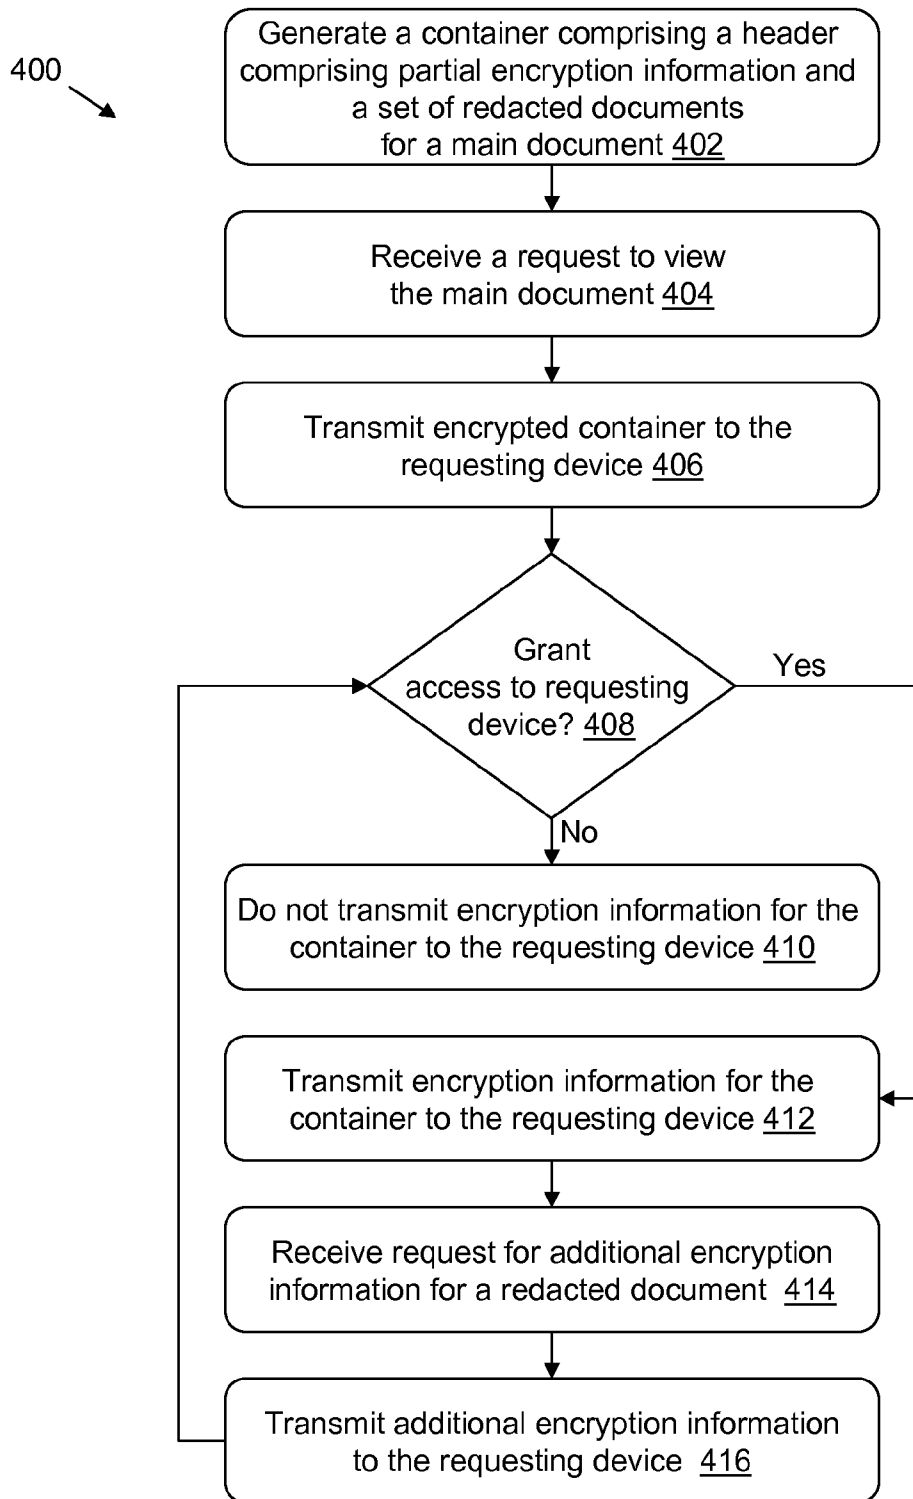 400
Generate a container comprising a header
comprising partial encryption information and
a set of redacted documents
for a main document 402
Receive a request to view
the main document 404
Transmit encrypted container to the
requesting device 406
Grant
access to requesting
device? 408
Yes
No
Do not transmit encryption information for the
container to the requesting device 410
Transmit encryption information for the
container to the requesting device 412
Receive request for additional encryption
information for a redacted document 414
Transmit additional encryption information
to the requesting device 416